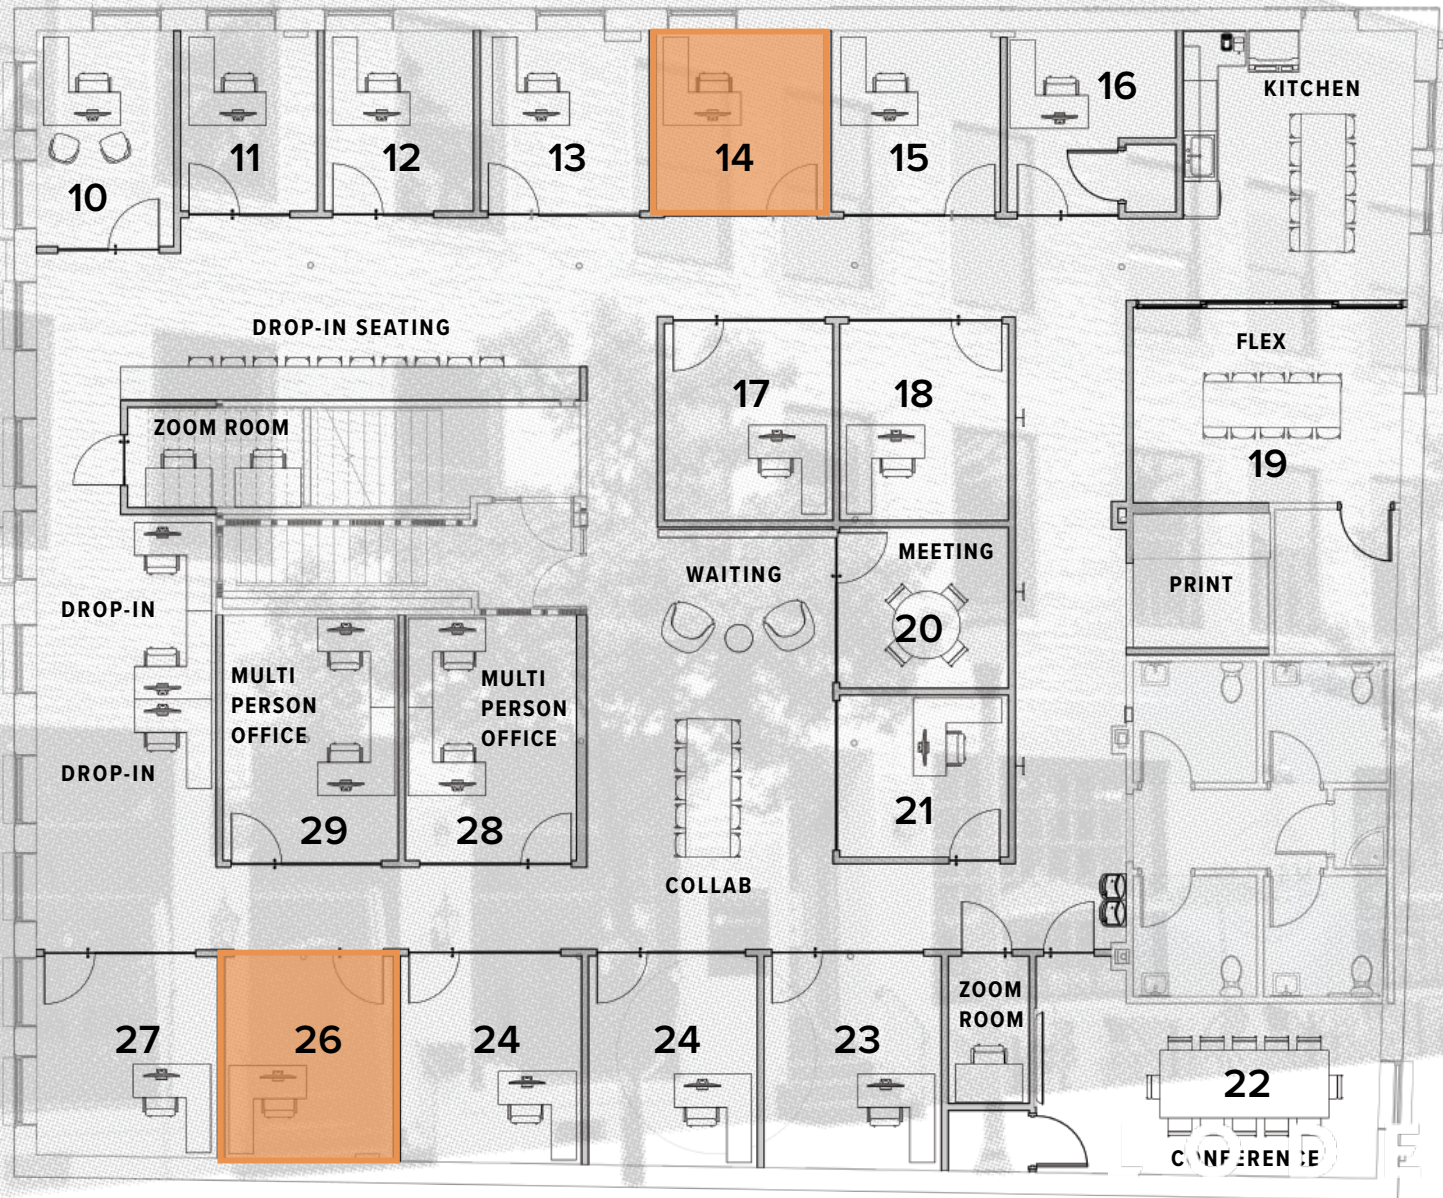 16
KITCHEN
11
12
13
14
15
10
DROP-IN SEATING
FLEX
17
18
ZOOM ROOM
19
MEETING
WAITING
PRINT
DROP-IN
20
MULTI
PERSON
OFFICE
MULTI
PERSON
OFFICE
DROP-IN
21
29
28
COLLAB
ZOOM
ROOM
27
26
24
24
23
22
CONFERENCE